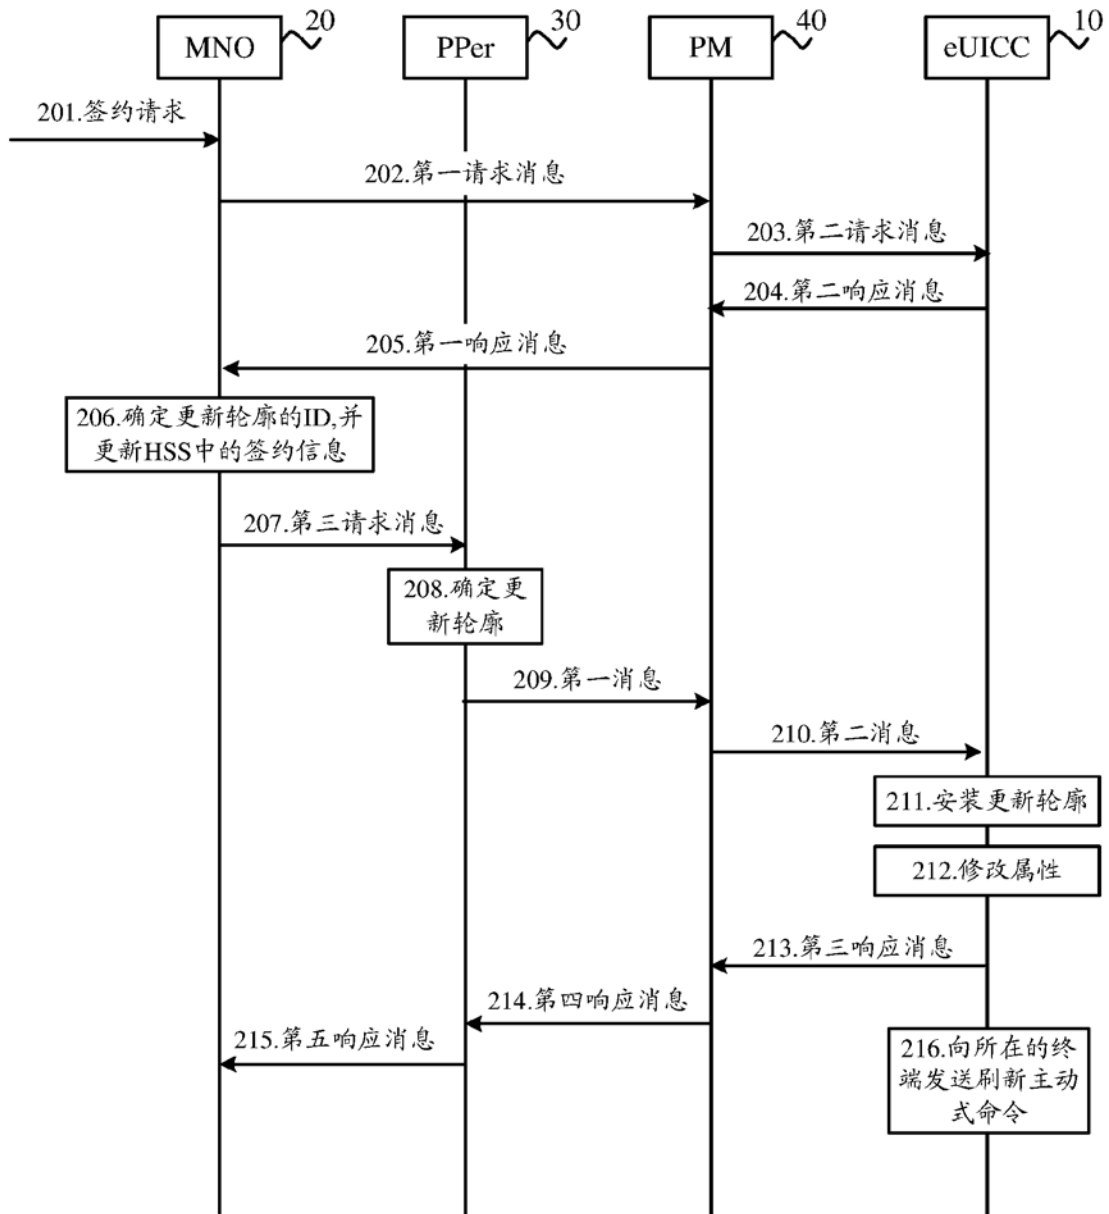 20
30
40
10
MNO
PPer
PM
eUICC
201.签约请求
202.第一请求消息
203.第二请求消息
204.第二响应消息
205.第一响应消息
206.确定更新轮廓的ID,并
更新HSS中的签约信息
207.第三请求消息
208.确定更
新轮廓
209.第一消息
210.第二消息
211.安装更新轮廓
212.修改属性
213.第三响应消息
214.第四响应消息
215.第五响应消息
216.向所在的终
端发送刷新主动
式命令